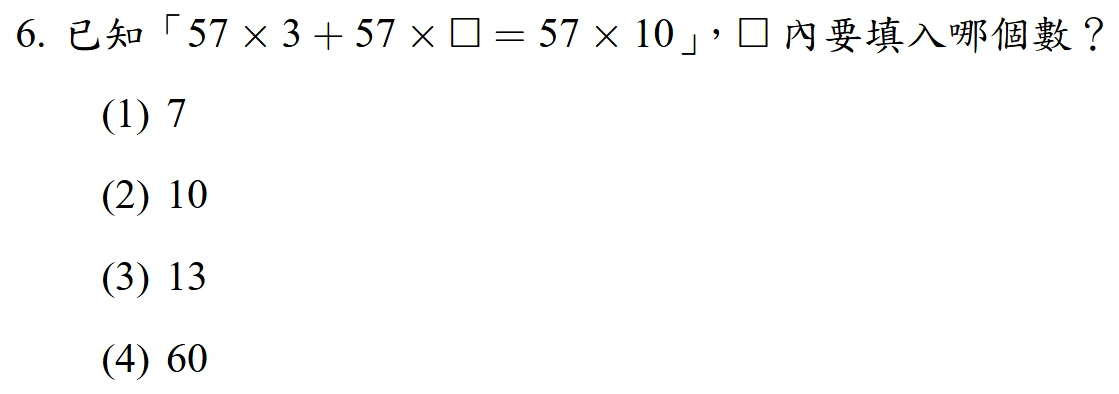 6. 已知「57 × 3 + 57 × □ = 57 × 10」，□ 內要填入哪個數？
(1) 7
(2) 10
(3) 13
(4) 60